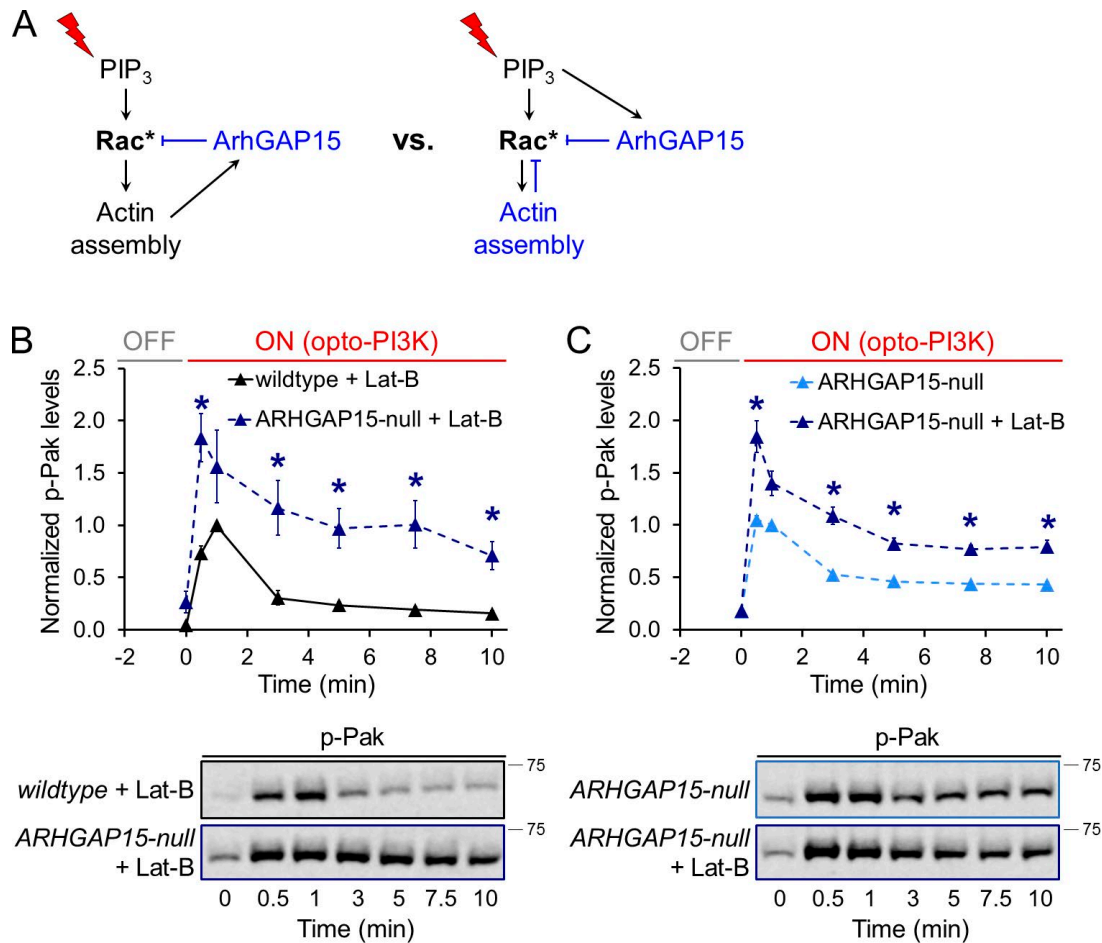 A
PIP3
Rac*
ArhGAP15
Actin
assembly
vs.
PIP3
Rac*
ArhGAP15
Actin
assembly
B
OFF
ON (opto-PI3K)
Normalized p-Pak levels
2.5
2.0
1.5
1.0
0.5
0.0
wildtype + Lat-B
ARHGAP15-null + Lat-B
*
*
*
*
*
-2 0 2 4 6 8 10
Time (min)
p-Pak
75
wildtype + Lat-B
75
ARHGAP15-null
+ Lat-B
0 0.5 1 3 5 7.5 10
Time (min)
C
OFF
ON (opto-PI3K)
Normalized p-Pak levels
2.5
2.0
1.5
1.0
0.5
0.0
ARHGAP15-null
ARHGAP15-null + Lat-B
*
*
*
*
*
-2 0 2 4 6 8 10
Time (min)
p-Pak
75
ARHGAP15-null
75
ARHGAP15-null
+ Lat-B
0 0.5 1 3 5 7.5 10
Time (min)